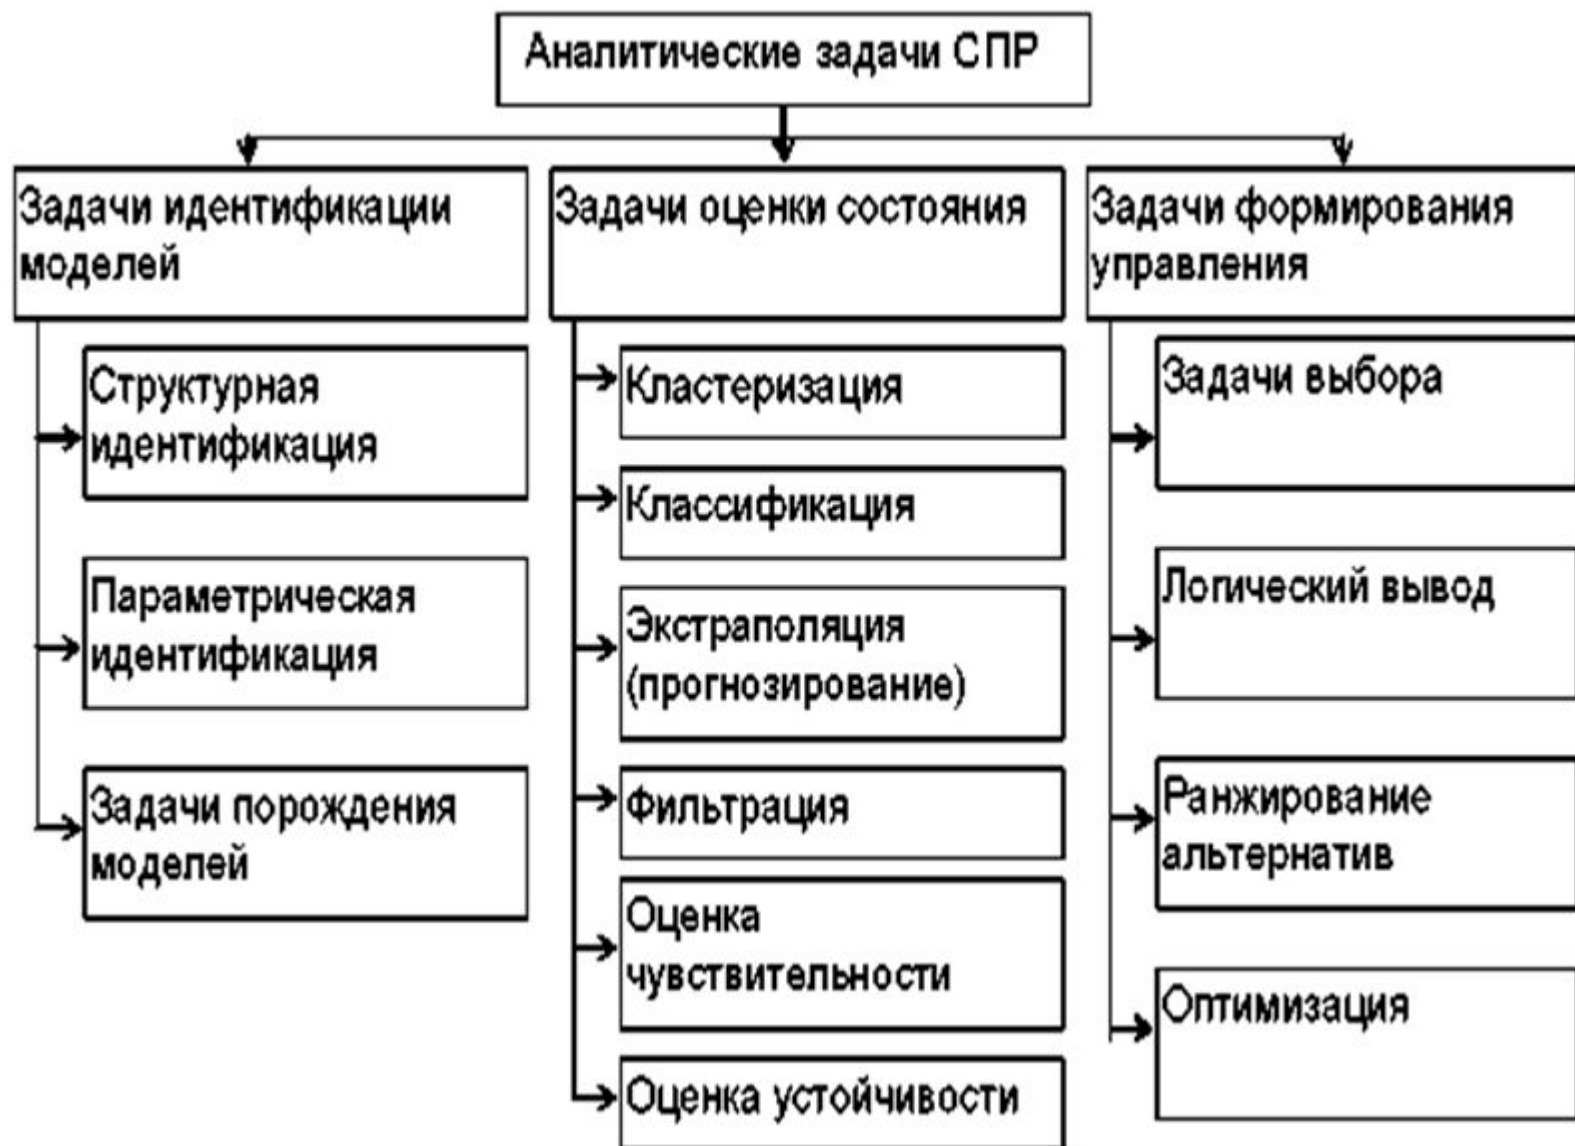 Аналитические задачи СПР
Задачи идентификации
моделей
Структурная
идентификация
Параметрическая
идентификация
Задачи порождения
моделей
Задачи оценки состояния
Кластеризация
Классификация
Экстраполяция
(прогнозирование)
Фильтрация
Оценка
чувствительности
Оценка устойчивости
Задачи формирования
управления
Задачи выбора
Логический вывод
Ранжирование
альтернатив
Оптимизация